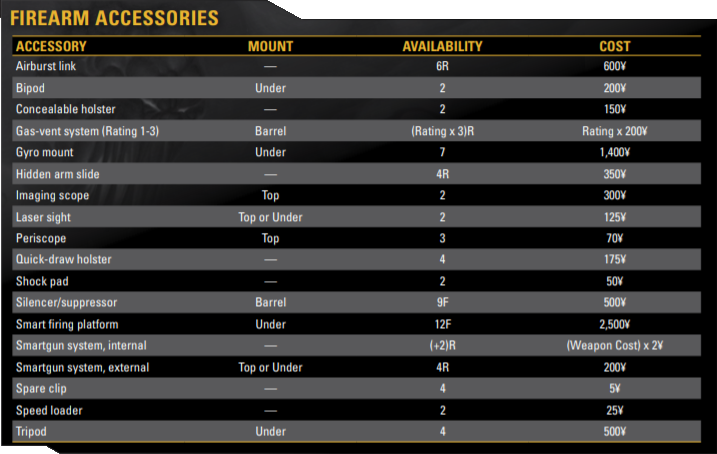 FIREARM ACCESSORIES
ACCESSORY MOUNT AVAILABILITY COST
Airburst link — 6R 600¥
Bipod Under 2 200¥
Concealable holster — 2 150¥
Gas-vent system (Rating 1-3) Barrel (Rating x 3)R Rating x 200¥
Gyro mount Under 7 1,400¥
Hidden arm slide — 4R 350¥
Imaging scope Top 2 300¥
Laser sight Top or Under 2 125¥
Periscope Top 3 70¥
Quick-draw holster — 4 175¥
Shock pad — 2 50¥
Silencer/suppressor Barrel 9F 500¥
Smart firing platform Under 12F 2,500¥
Smartgun system, internal — (+2)R (Weapon Cost) x 2¥
Smartgun system, external Top or Under 4R 200¥
Spare clip — 4 5¥
Speed loader — 2 25¥
Tripod Under 4 500¥